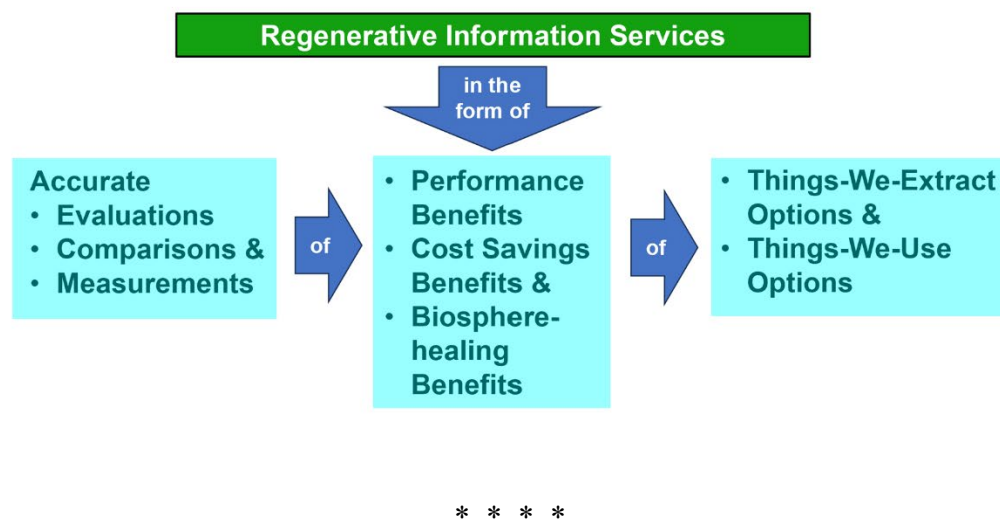 Regenerative Information Services
in the
form of
Accurate
• Evaluations
• Comparisons &
• Measurements
of
• Performance
Benefits
• Cost Savings
Benefits &
• Biosphere-
healing
Benefits
of
• Things-We-Extract
Options &
• Things-We-Use
Options
* * * *